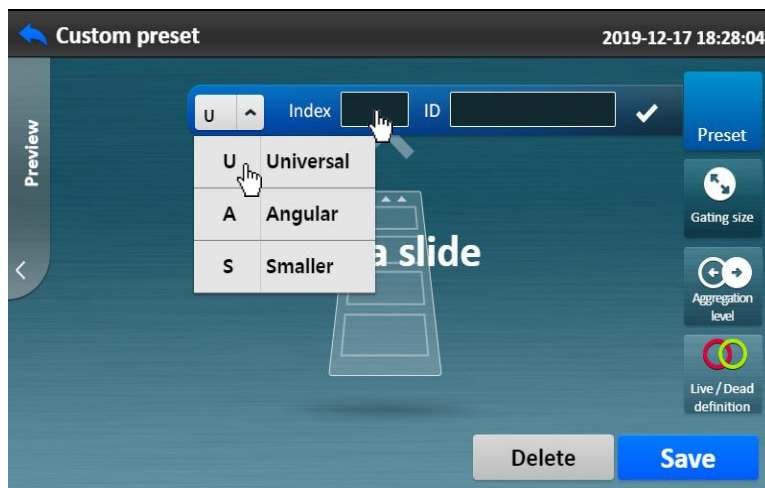 Custom preset
2019-12-17 18:28:04
Preview
U
Index
ID
U Universal
A Angular
S Smaller
a slide
Preset
Gating size
Aggregation
level
Live / Dead
definition
Delete
Save